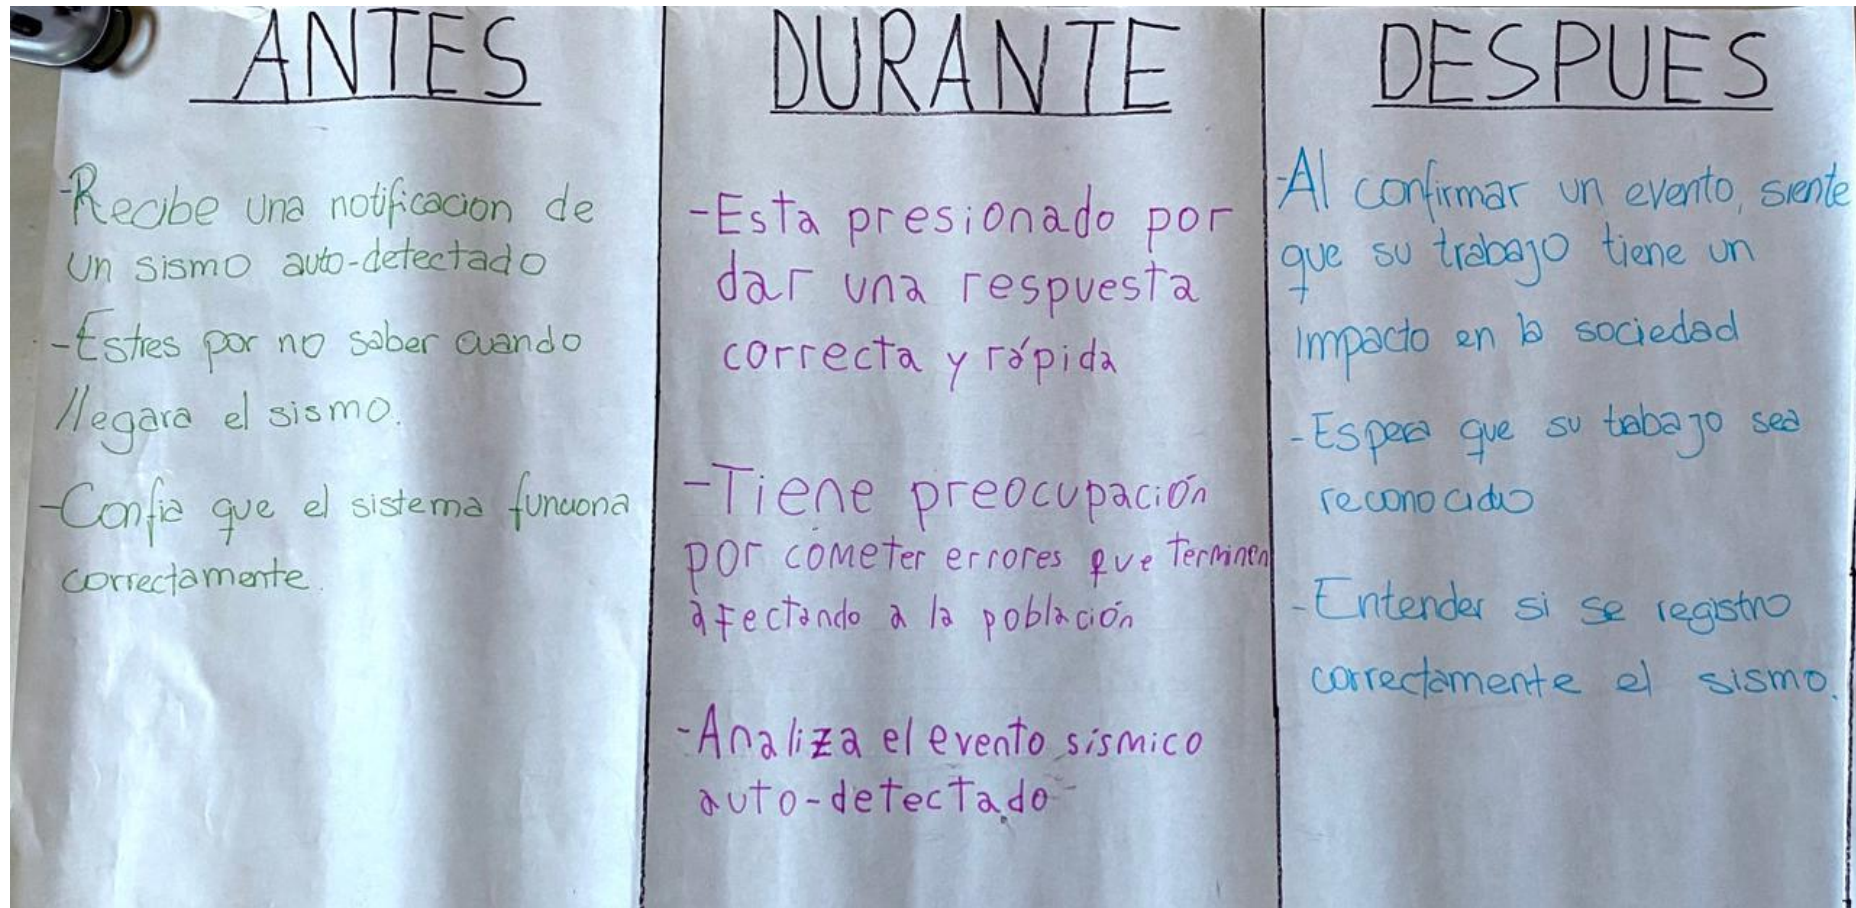 ANTES
-Recibe una notificacion de
un sismo auto-detectado
-Estres por no saber cuando
llegara el sismo.
-Confia que el sistema funciona
correctamente.
DURANTE
-Esta presionado por
dar una respuesta
correcta y rápida
-Tiene preocupación
por cometer errores que terminen
afectando a la población
-Analiza el evento sísmico
auto-detectado
DESPUES
-Al confirmar un evento, siente
que su trabajo tiene un
impacto en la sociedad
-Espera que su tabajo sea
reconocido
-Entender si se registro
correctamente el sismo.